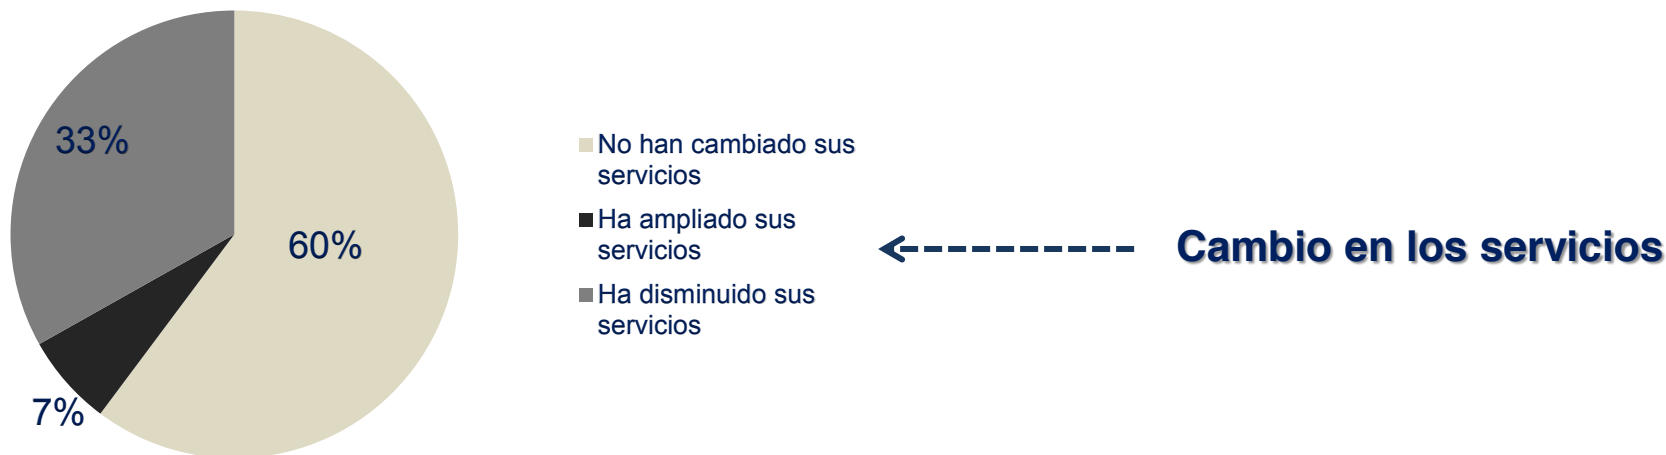 33%
60%
7%
No han cambiado sus
servicios
Ha ampliado sus
servicios
Ha disminuido sus
servicios
Cambio en los servicios